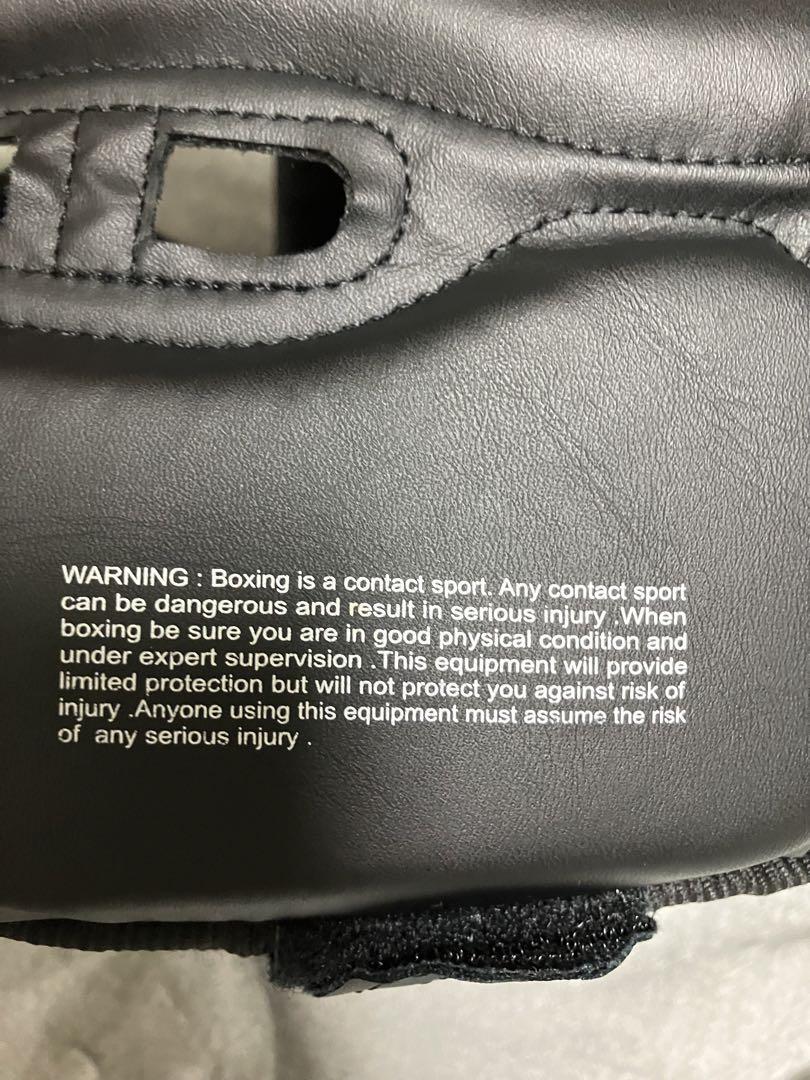 WARNING : Boxing is a contact sport. Any contact sport
can be dangerous and result in serious injury .When
boxing be sure you are in good physical condition and
under expert supervision .This equipment will provide
limited protection but will not protect you against risk of
injury .Anyone using this equipment must assume the risk
of any serious injury .